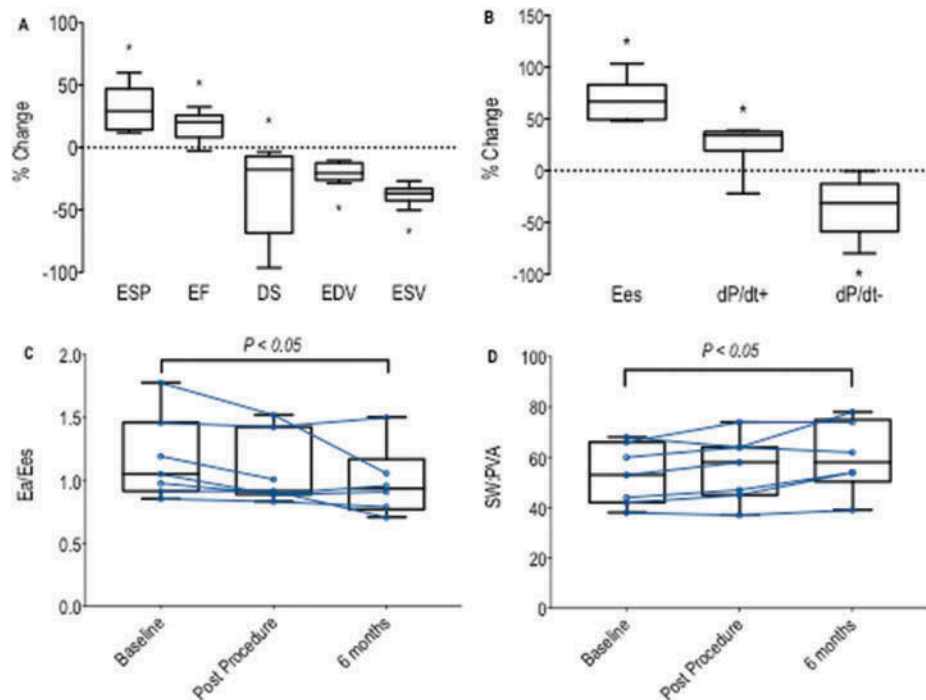 A
% Change
100
50
0
-50
-100
*
*
*
*
*
ESP EF DS EDV ESV
B
% Change
150
100
50
0
-50
-100
*
*
*
Ees dP/dt+ dP/dt-
C
P < 0.05
Ea/Ees
2.0
1.5
1.0
0.5
0.0
Baseline
Post Procedure
6 months
D
P < 0.05
SW:PVA
100
80
60
40
20
0
Baseline
Post Procedure
6 months